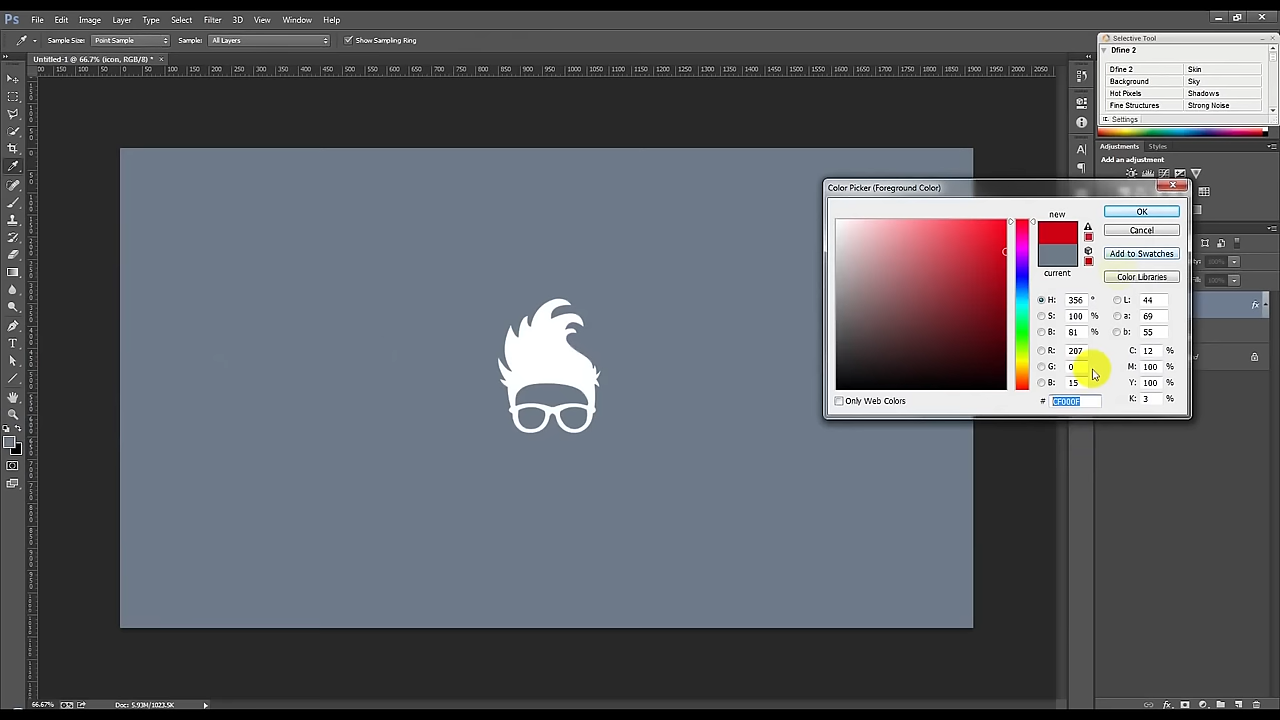 Ps File Edit Image Layer Type Select Filter 3D View Window Help
Sample Size: Point Sample Sample: All Layers Show Sampling Ring
Untitled-1 @ 66.7% (icon, RGB/8) *
Selective Tool
Dfine 2
Dfine 2 Skin
Background Sky
Hot Pixels Shadows
Fine Structures Strong Noise
Settings
Adjustments Styles
Add an adjustment
Color Picker (Foreground Color)
new
current
OK
Cancel
Add to Swatches
Color Libraries
H: 356 ° L: 44
S: 100 % a: 69
B: 81 % b: 55
R: 207 C: 12 %
G: 0 M: 100 %
B: 15 Y: 100 %
# CF000F K: 3 %
Only Web Colors
fx
66.67% Doc: 5.93M/1023.5K